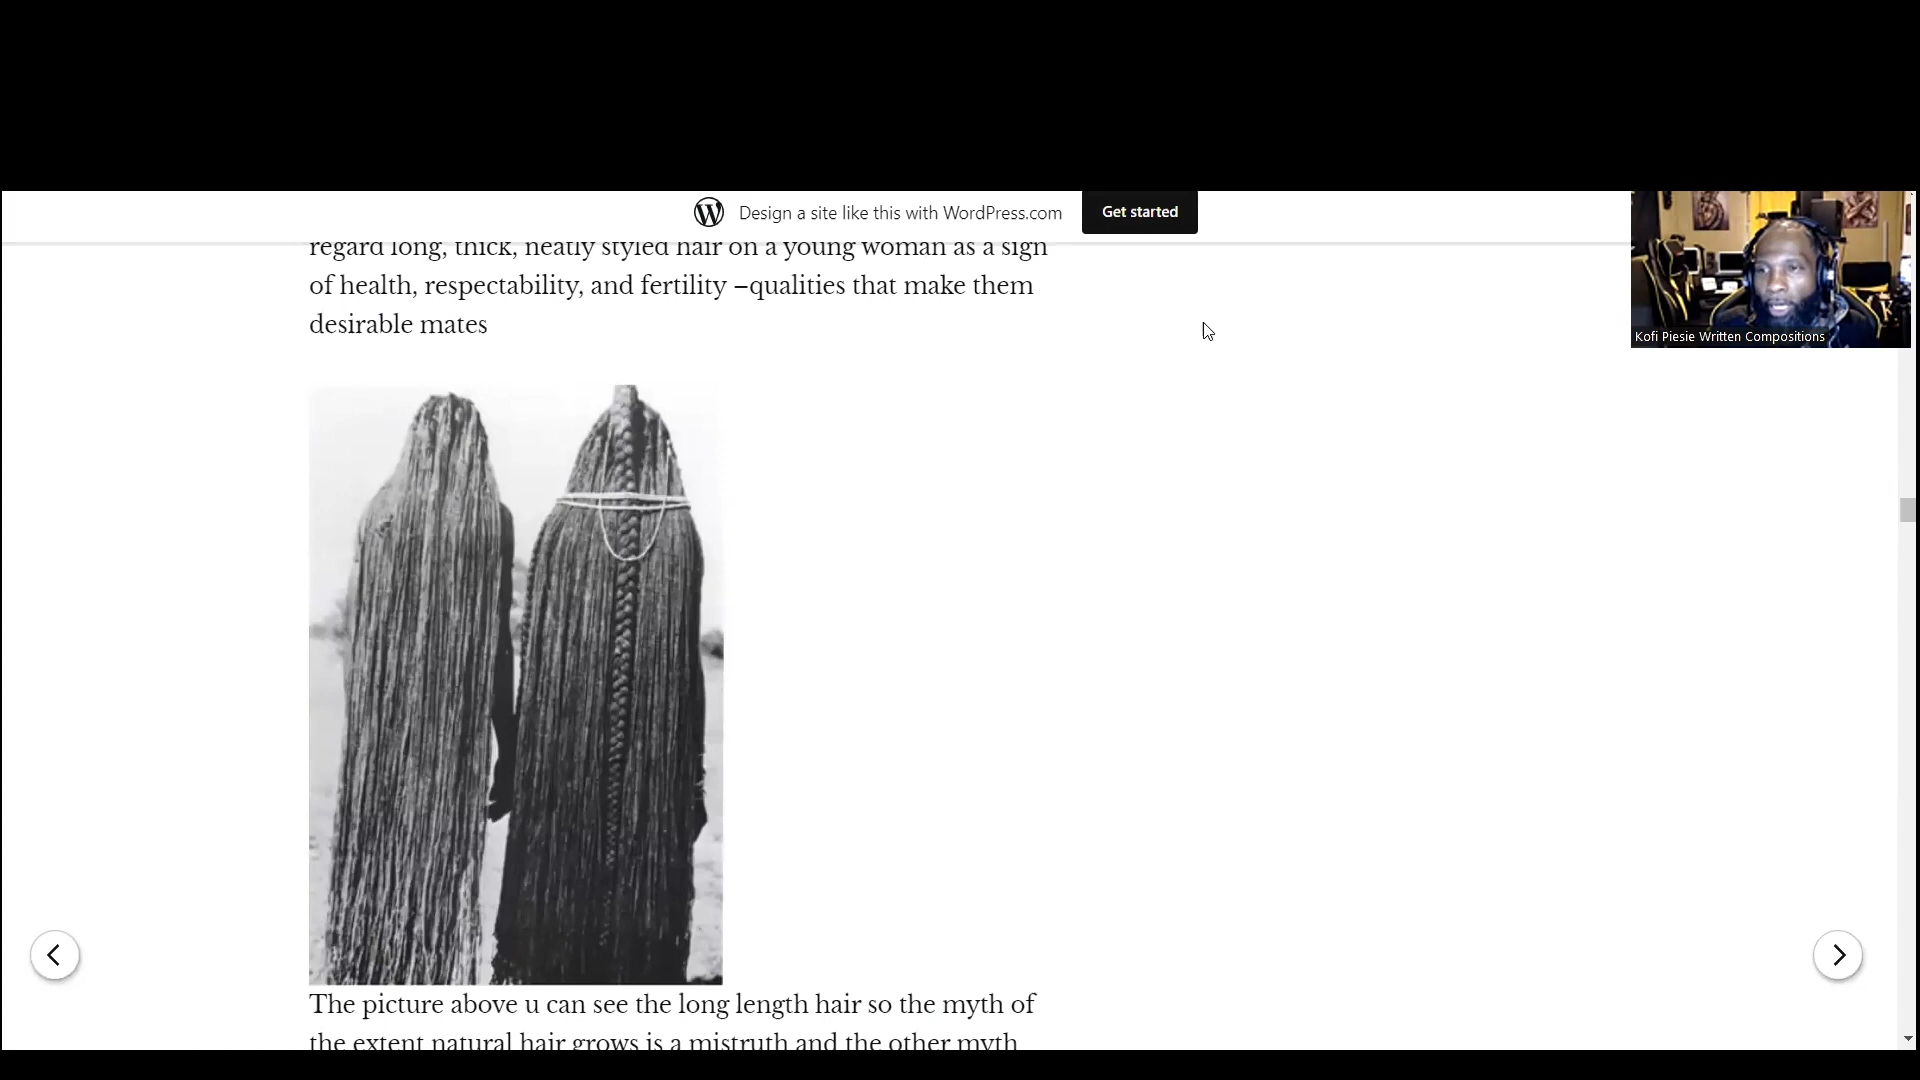 Design a site like this with WordPress.com
Get started
regard long, thick, neatly styled hair on a young woman as a sign
of health, respectability, and fertility –qualities that make them
desirable mates
Kofi Piesie Written Compositions
The picture above u can see the long length hair so the myth of
the extent natural hair grows is a mistruth and the other myth